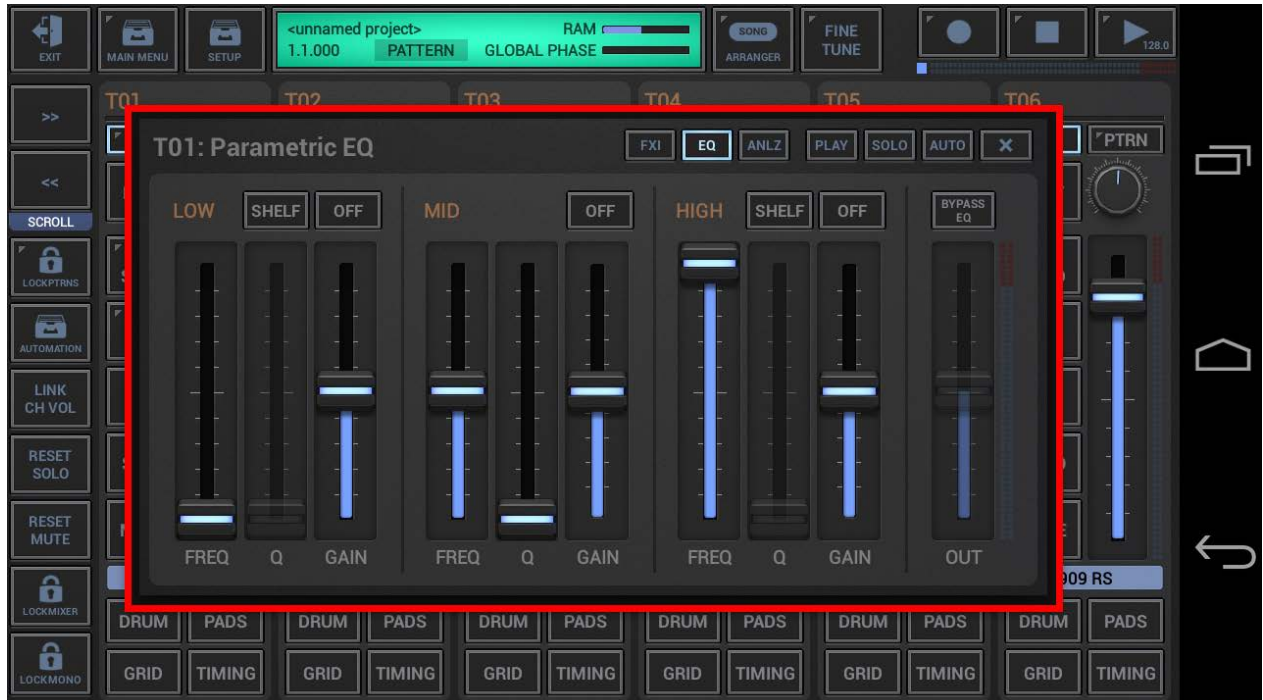 EXIT
MAIN MENU
SETUP
<unnamed project>
RAM
1.1.000
PATTERN
GLOBAL PHASE
SONG
ARRANGER
FINE
TUNE
128.0
>>
<<
SCROLL
LOCKPTRNS
AUTOMATION
LINK
CH VOL
RESET
SOLO
RESET
MUTE
LOCKMIXER
LOCKMONO
T01
T02
T03
T04
T05
T06
PTRN
T01: Parametric EQ
FXI
EQ
ANLZ
PLAY
SOLO
AUTO
LOW
SHELF
OFF
MID
OFF
HIGH
SHELF
OFF
BYPASS
EQ
FREQ
Q
GAIN
FREQ
Q
GAIN
FREQ
Q
GAIN
OUT
909 RS
DRUM
PADS
DRUM
PADS
DRUM
PADS
DRUM
PADS
DRUM
PADS
DRUM
PADS
GRID
TIMING
GRID
TIMING
GRID
TIMING
GRID
TIMING
GRID
TIMING
GRID
TIMING